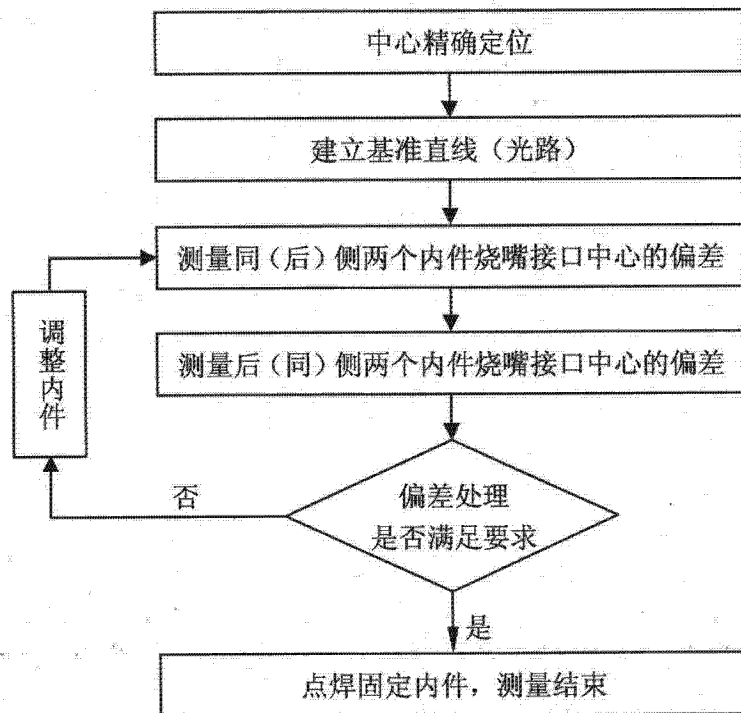 中心精确定位
建立基准直线（光路）
测量同（后）侧两个内件烧嘴接口中心的偏差
测量后（同）侧两个内件烧嘴接口中心的偏差
调整内件
偏差处理
是否满足要求
否
是
点焊固定内件，测量结束